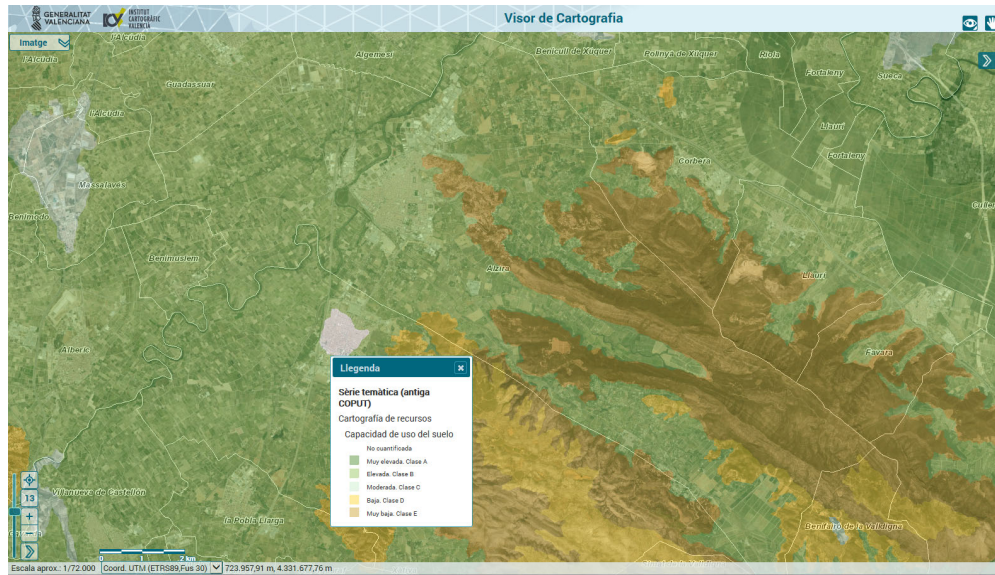 GENERALITAT
VALENCIANA
ICV
INSTITUT
CARTOGRÀFIC
VALENCIÀ
Visor de Cartografia
Imatge
l'Alcúdia
l'Alcúdia
Algemesí
Benicull de Xúquer
Polinyà de Xúquer
Riola
Fortaleny
Sueca
Guadassuar
l'Alcúdia
Llaurí
Fortaleny
Corbera
Massalavés
Benimodo
Benimuslem
Alzira
Llaurí
Alberic
Favara
Llegenda
Sèrie temàtica (antiga
COPUT)
Cartografía de recursos
Capacidad de uso del suelo
No cuantificada
Muy elevada. Clase A
Elevada. Clase B
Moderada. Clase C
Baja. Clase D
Muy baja. Clase E
13
Villanueva de Castellón
la Pobla Llarga
Benifairó de la Valldigna
0 1 2 km
Escala aprox.: 1/72.000 Coord. UTM (ETRS89,Fus 30) 723.957,91 m, 4.331.677,76 m